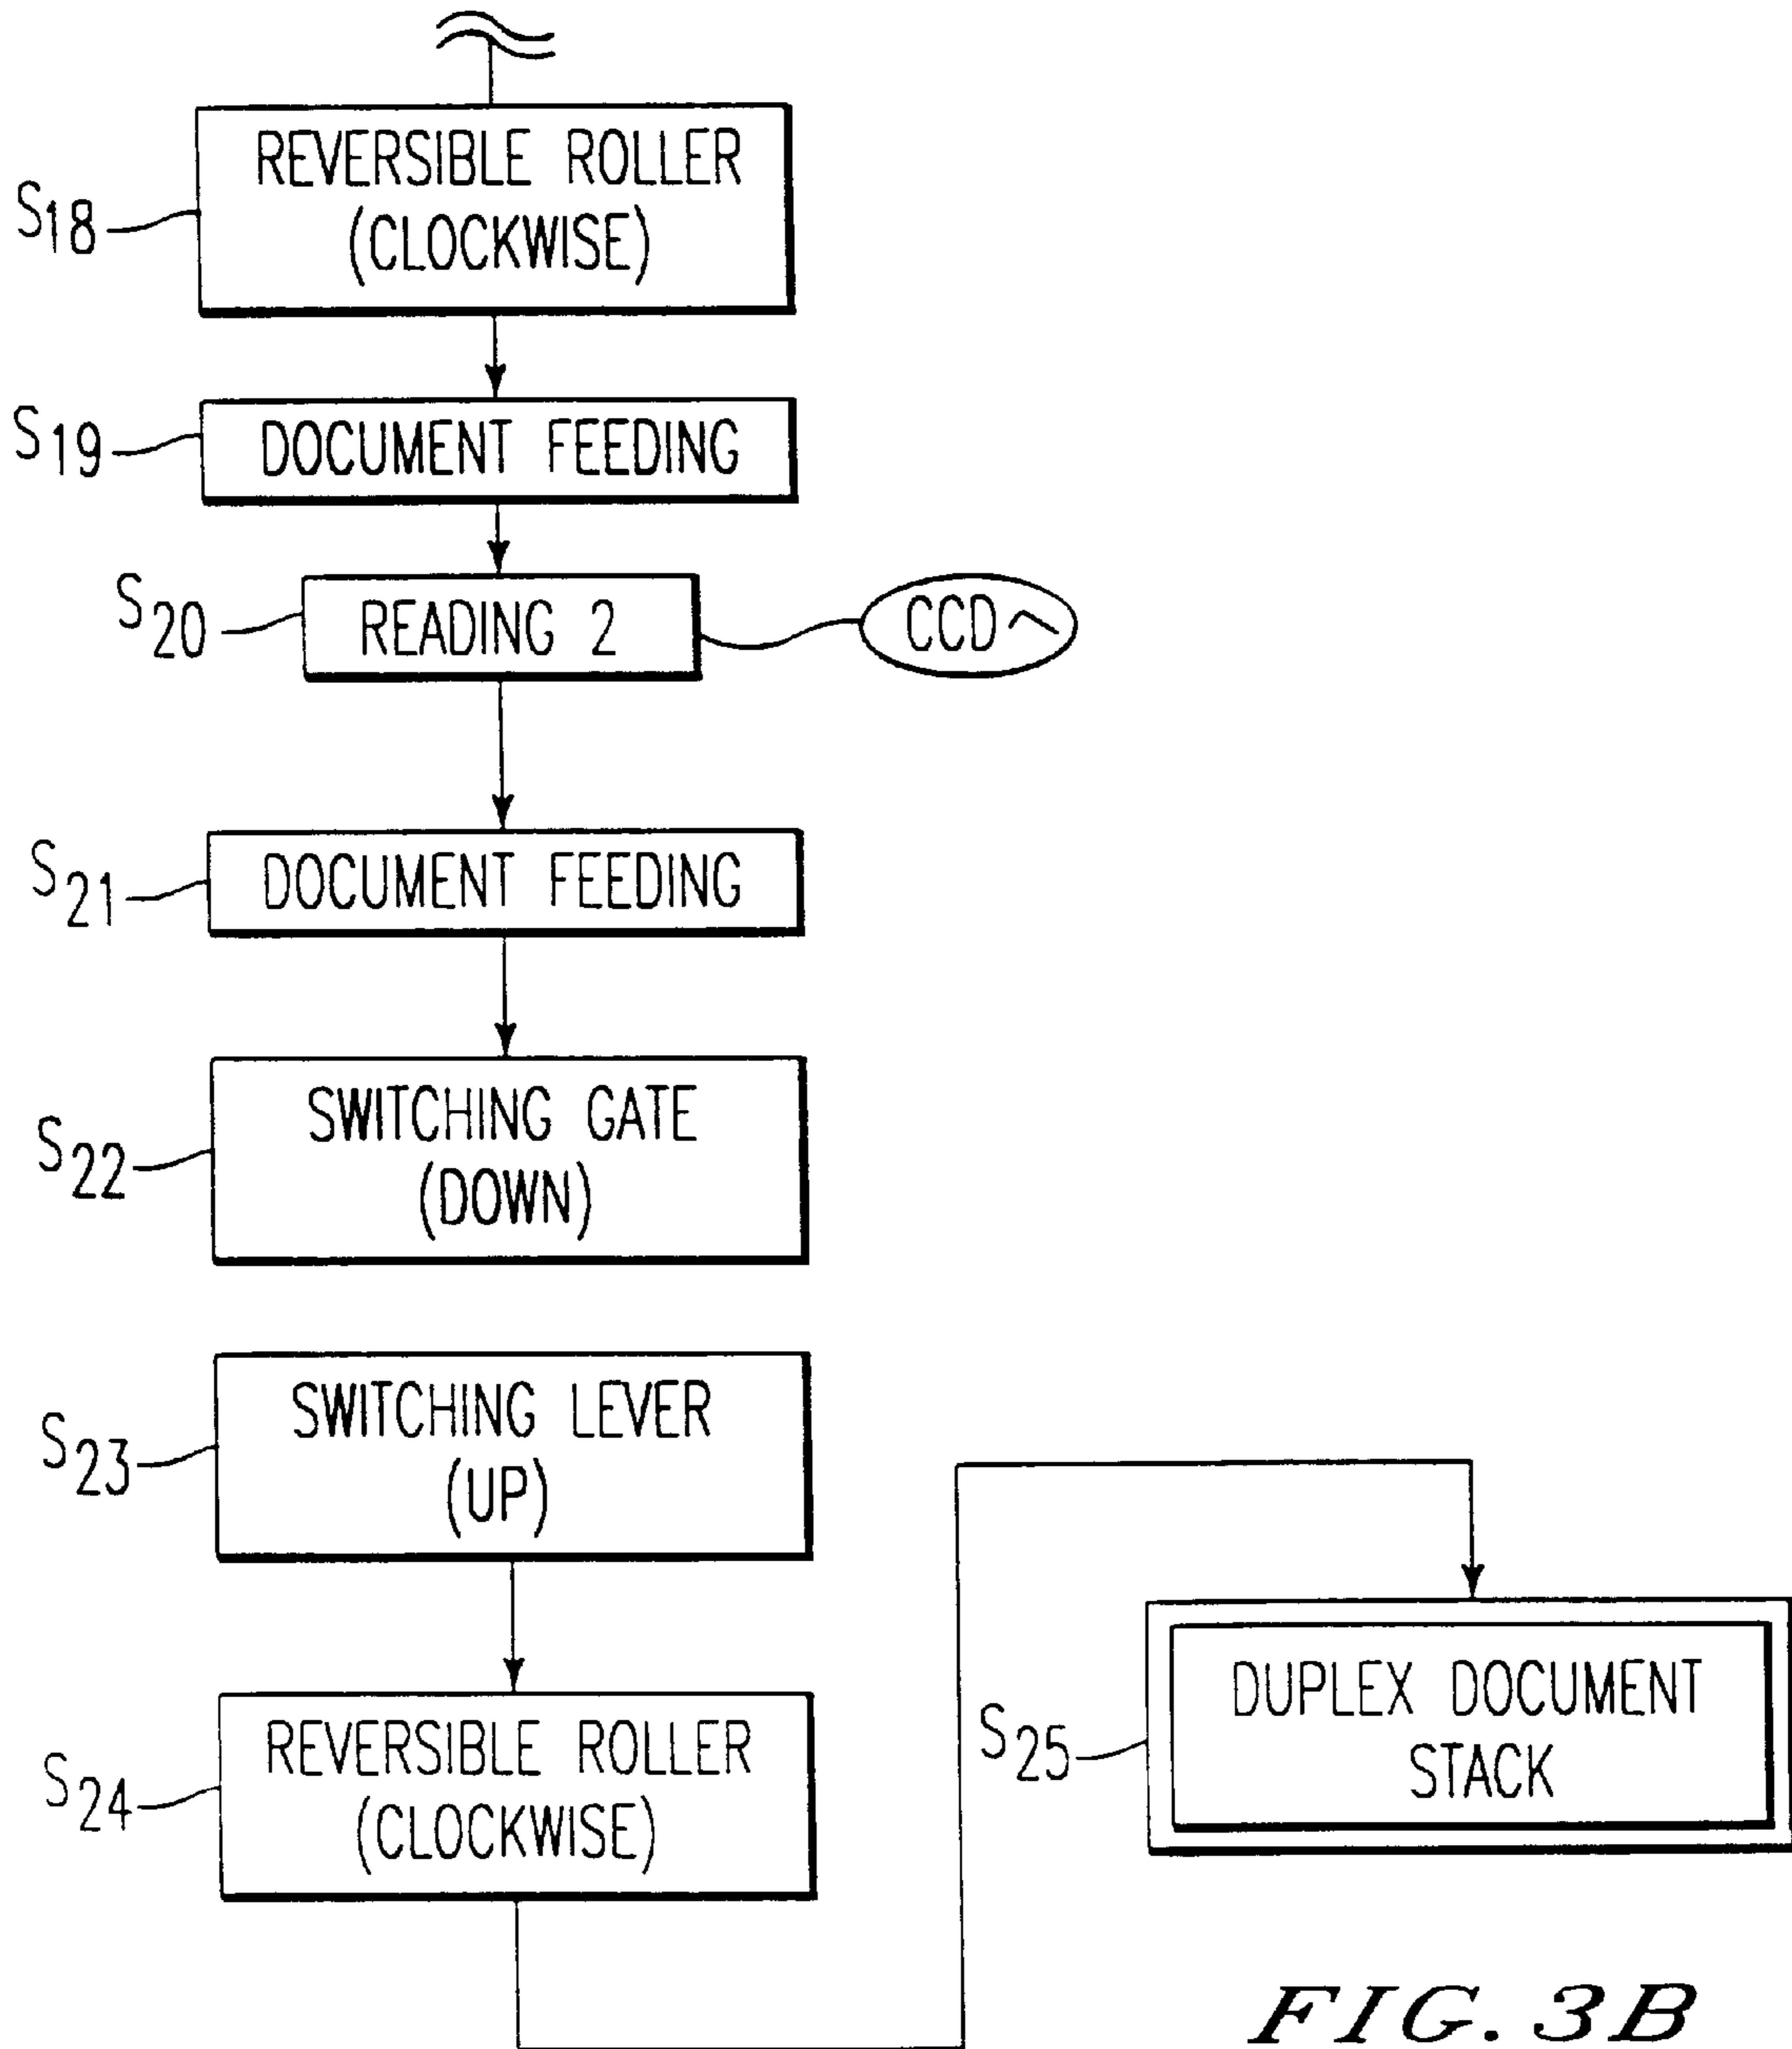 S18
REVERSIBLE ROLLER
(CLOCKWISE)
S19
DOCUMENT FEEDING
S20
READING 2
CCD
S21
DOCUMENT FEEDING
S22
SWITCHING GATE
(DOWN)
S23
SWITCHING LEVER
(UP)
S24
REVERSIBLE ROLLER
(CLOCKWISE)
S25
DUPLEX DOCUMENT
STACK
FIG. 3B